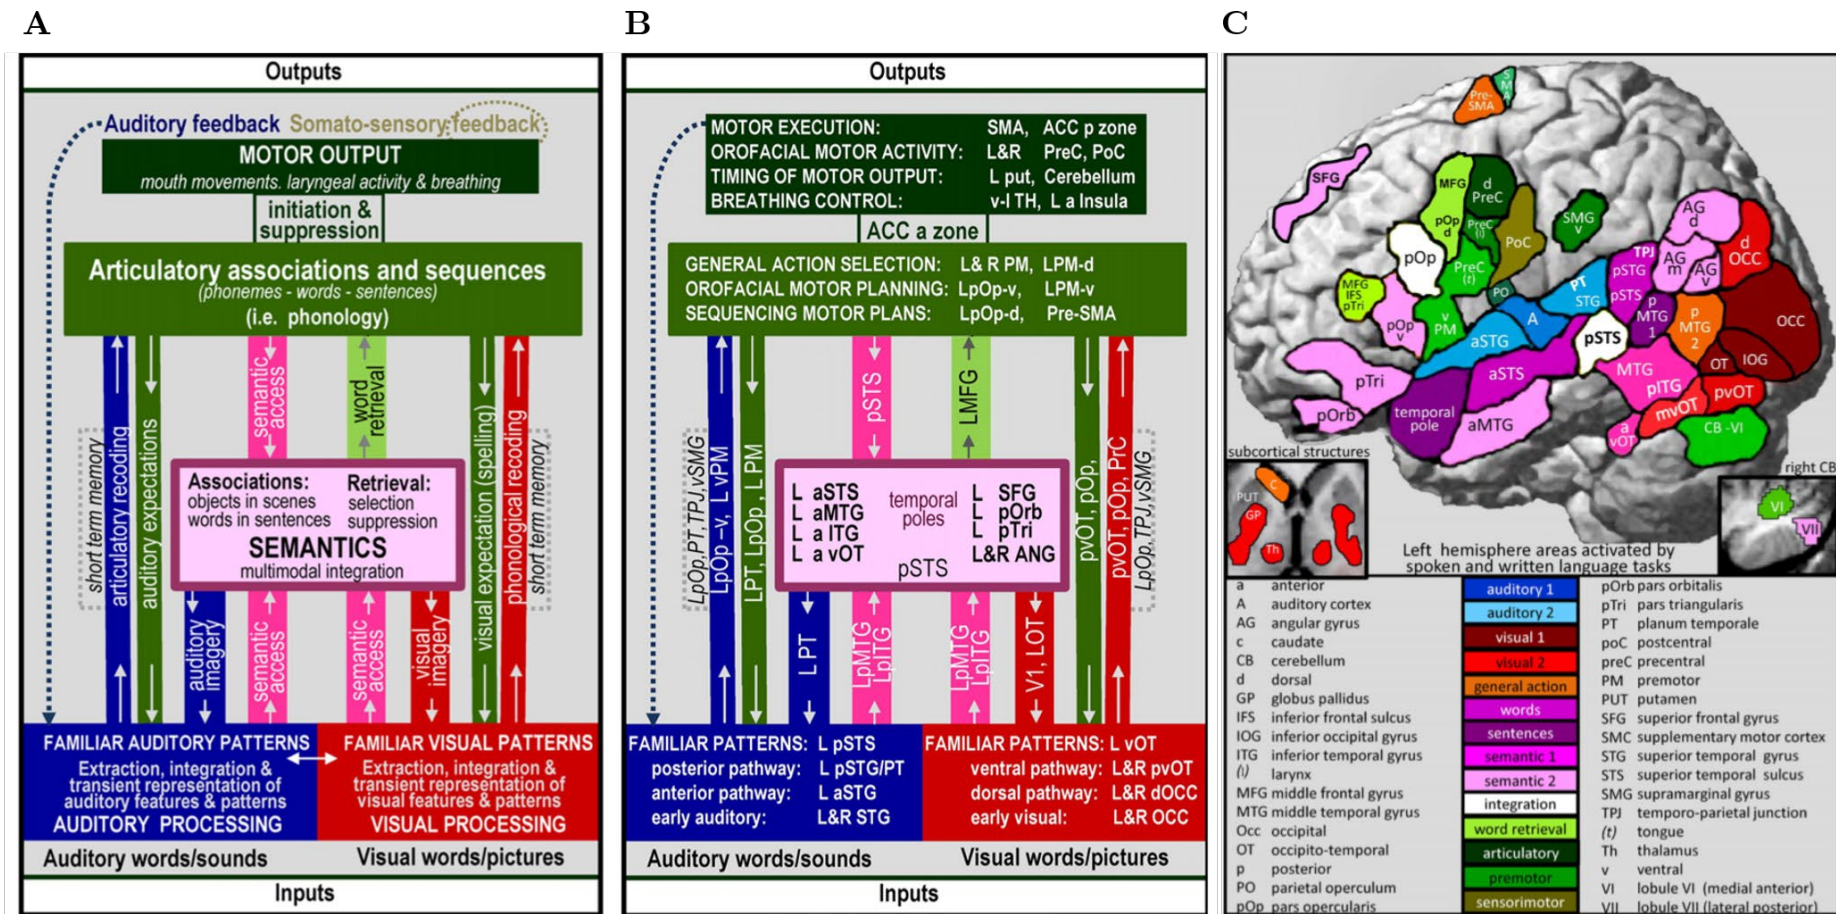 A
Outputs
Auditory feedback Somato-sensory feedback
MOTOR OUTPUT
mouth movements. laryngeal activity & breathing
initiation &
suppression
Articulatory associations and sequences
(phonemes - words - sentences)
(i.e. phonology)
short term memory
articulatory recoding
auditory expectations
semantic
access
word
retrieval
visual expectation (spelling)
phonological recoding
short term memory
Associations:
objects in scenes
words in sentences
Retrieval:
selection
suppression
SEMANTICS
multimodal integration
auditory
imagery
semantic
access
semantic
access
visual
imagery
FAMILIAR AUDITORY PATTERNS
Extraction, integration &
transient representation of
auditory features & patterns
AUDITORY PROCESSING
FAMILIAR VISUAL PATTERNS
Extraction, integration &
transient representation of
visual features & patterns
VISUAL PROCESSING
Auditory words/sounds
Visual words/pictures
Inputs
B
Outputs
MOTOR EXECUTION: SMA, ACC p zone
OROFACIAL MOTOR ACTIVITY: L&R PreC, PoC
TIMING OF MOTOR OUTPUT: L put, Cerebellum
BREATHING CONTROL: v-l TH, L a Insula
ACC a zone
GENERAL ACTION SELECTION: L& R PM, LPM-d
OROFACIAL MOTOR PLANNING: LpOp-v, LPM-v
SEQUENCING MOTOR PLANS: LpOp-d, Pre-SMA
LpOp,PT,TPJ,vSMG
LpOp -v, L vPM
LPT, LpOp , L PM
pSTS
LMFG
pvOT, pOp,
pvOT, pOp, PrC
LpOp,TPJ,vSMG
L aSTS
L aMTG
L a ITG
L a vOT
temporal
poles
pSTS
L SFG
L pOrb
L pTri
L&R ANG
LPT
LpMTG
LpITG
LpMTG
LpITG
V1, LOT
FAMILIAR PATTERNS: L pSTS
posterior pathway: L pSTG/PT
anterior pathway: L aSTG
early auditory: L&R STG
FAMILIAR PATTERNS: L vOT
ventral pathway: L&R pvOT
dorsal pathway: L&R dOCC
early visual: L&R OCC
Auditory words/sounds
Visual words/pictures
Inputs
C
Pre-
SMA
S
M
A
SFG
MFG
pOp
d
d
PreC
PreC
(l)
PoC
SMG
v
pOp
PreC
(t)
MFG
IFS
pTri
pOp
v
v
PM
PO
PT
STG
A
aSTG
TPJ
pSTG
pSTS
AG
d
AG
m
AG
v
d
OCC
p
MTG
1
p
MTG
2
OCC
pSTS
aSTS
OT
IOG
MTG
pITG
pvOT
mvOT
a
vOT
CB -VI
pTri
pOrb
temporal
pole
aMTG
subcortical structures
C
PUT
GP
Th
right CB
VI
VII
Left hemisphere areas activated by
spoken and written language tasks
a anterior
A auditory cortex
AG angular gyrus
c caudate
CB cerebellum
d dorsal
GP globus pallidus
IFS inferior frontal sulcus
IOG inferior occipital gyrus
ITG inferior temporal gyrus
(l) larynx
MFG middle frontal gyrus
MTG middle temporal gyrus
Occ occipital
OT occipito-temporal
p posterior
PO parietal operculum
pOp pars opercularis
auditory 1
auditory 2
visual 1
visual 2
general action
words
sentences
semantic 1
semantic 2
integration
word retrieval
articulatory
premotor
sensorimotor
pOrb pars orbitalis
pTri pars triangularis
PT planum temporale
poC postcentral
preC precentral
PM premotor
PUT putamen
SFG superior frontal gyrus
SMC supplementary motor cortex
STG superior temporal gyrus
STS superior temporal sulcus
SMG supramarginal gyrus
TPJ temporo-parietal junction
(t) tongue
Th thalamus
v ventral
VI lobule VI (medial anterior)
VII lobule VII (lateral posterior)